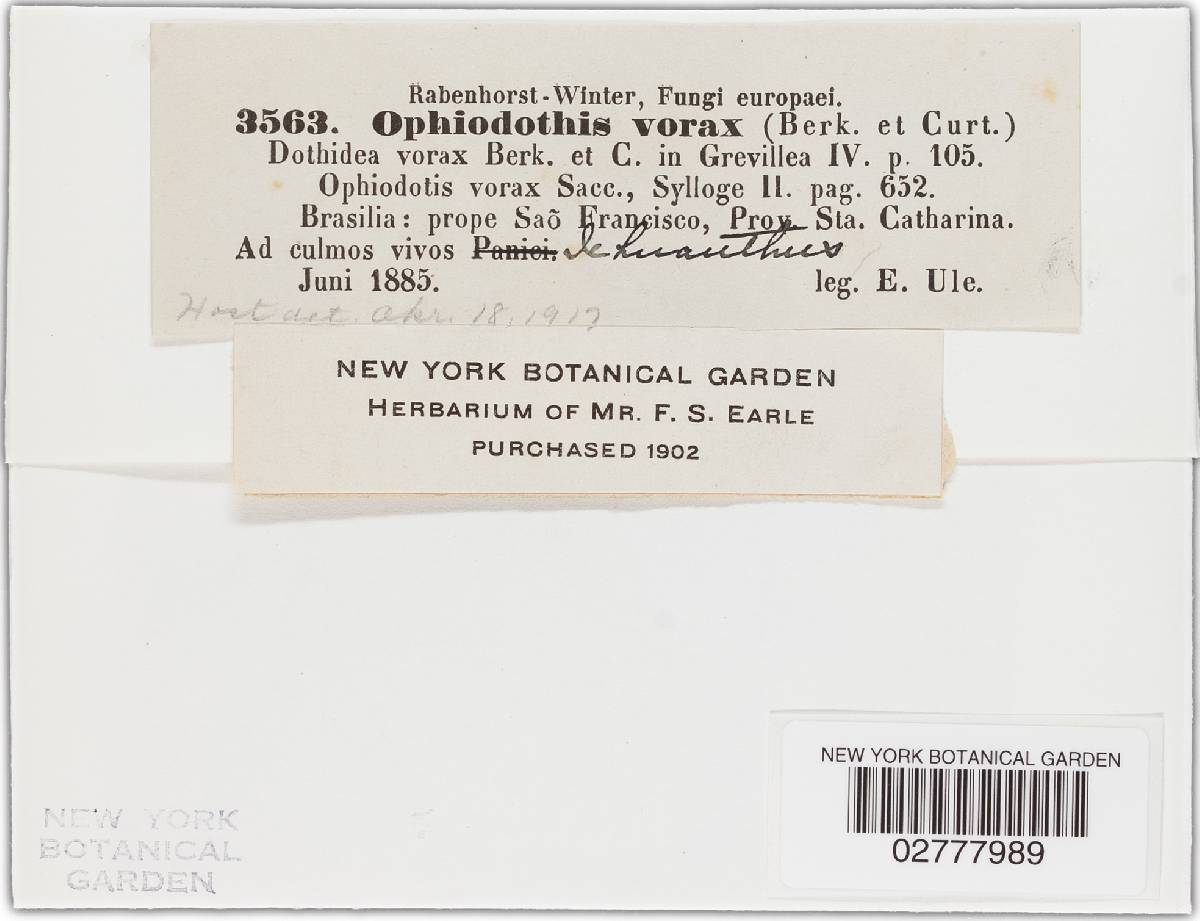 Rabenhorst-Winter, Fungi europaei.
3563. Ophiodothis vorax (Berk. et Curt.)
Dothidea vorax Berk. et C. in Grevillea IV. p. 105.
Ophiodotis vorax Sacc., Sylloge II. pag. 652.
Brasilia: prope Saõ Francisco, Prov. Sta. Catharina.
Ad culmos vivos Panici. Ichnanthus
Juni 1885. leg. E. Ule.
Host det. 18, 1917
NEW YORK BOTANICAL GARDEN
HERBARIUM OF MR. F. S. EARLE
PURCHASED 1902
NEW YORK BOTANICAL GARDEN
02777989
NEW YORK
BOTANICAL
GARDEN